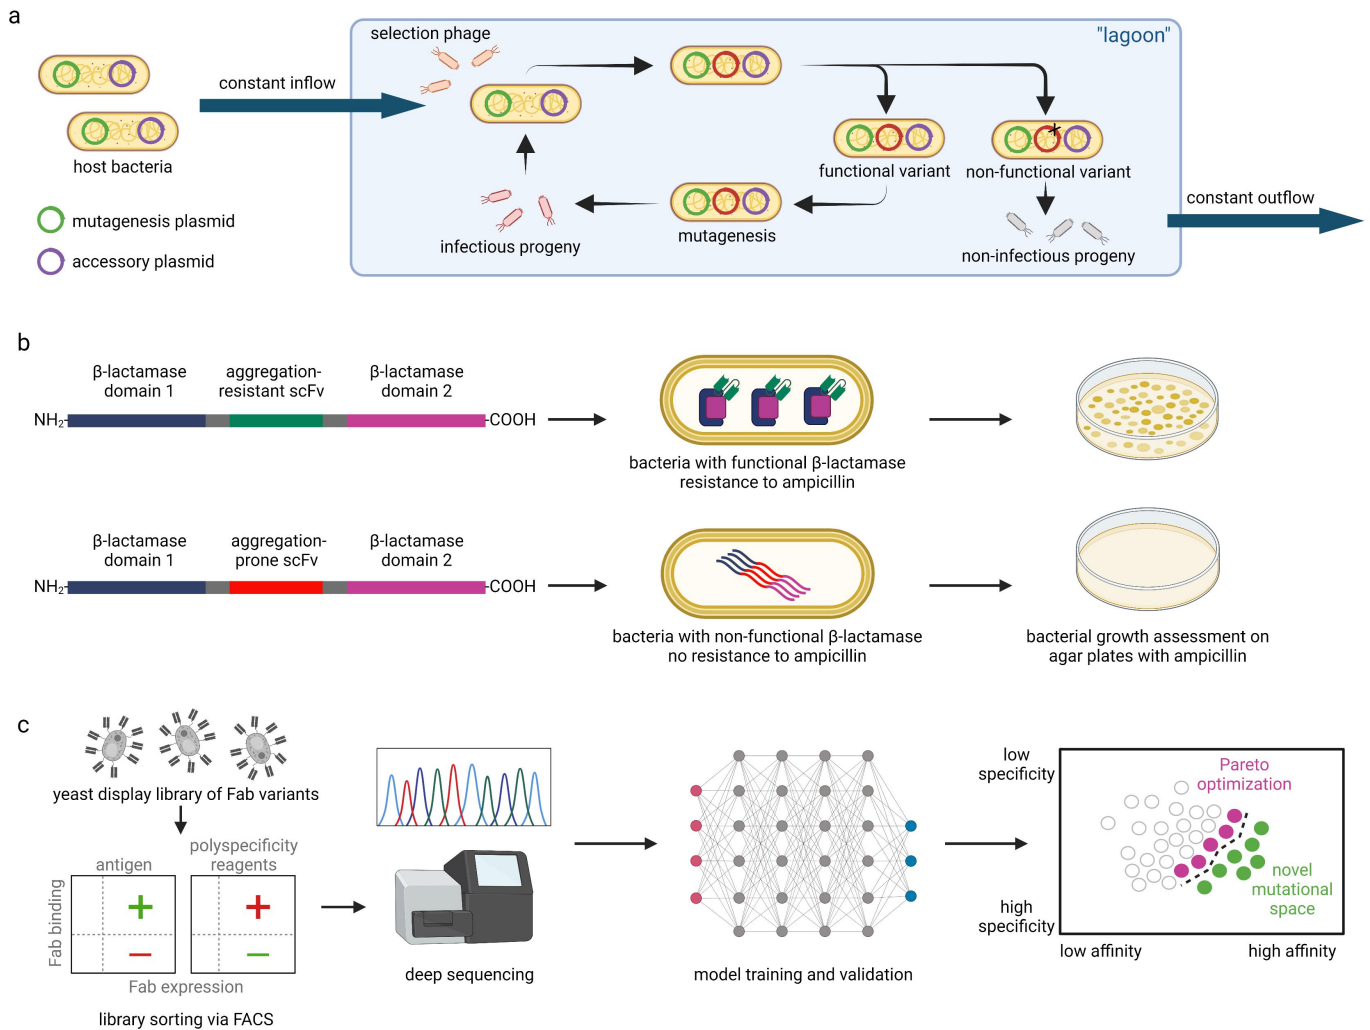 a
selection phage
"lagoon"
constant inflow
host bacteria
functional variant
non-functional variant
constant outflow
mutagenesis plasmid
mutagenesis
infectious progeny
non-infectious progeny
accessory plasmid
b
β-lactamase
domain 1
aggregation-
resistant scFv
β-lactamase
domain 2
NH2-
-COOH
bacteria with functional β-lactamase
resistance to ampicillin
β-lactamase
domain 1
aggregation-
prone scFv
β-lactamase
domain 2
NH2-
-COOH
bacteria with non-functional β-lactamase
no resistance to ampicillin
bacterial growth assessment on
agar plates with ampicillin
c
yeast display library of Fab variants
antigen
polyspecificity
reagents
Fab binding
+
+
−
−
Fab expression
library sorting via FACS
deep sequencing
model training and validation
low
specificity
high
specificity
Pareto
optimization
novel
mutational
space
low affinity
high affinity